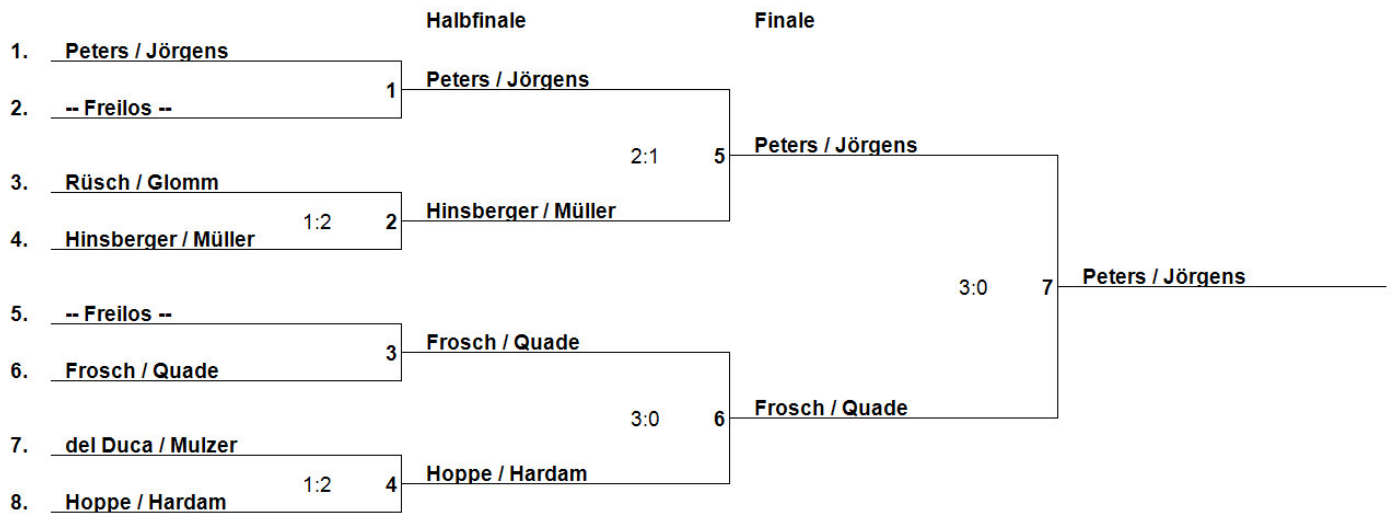 Halbfinale Finale
1. Peters / Jörgens
1 Peters / Jörgens
2. -- Freilos --
2:1 5 Peters / Jörgens
3. Rüsch / Glomm
1:2 2 Hinsberger / Müller
4. Hinsberger / Müller
3:0 7 Peters / Jörgens
5. -- Freilos --
3 Frosch / Quade
6. Frosch / Quade
3:0 6 Frosch / Quade
7. del Duca / Mulzer
1:2 4 Hoppe / Hardam
8. Hoppe / Hardam